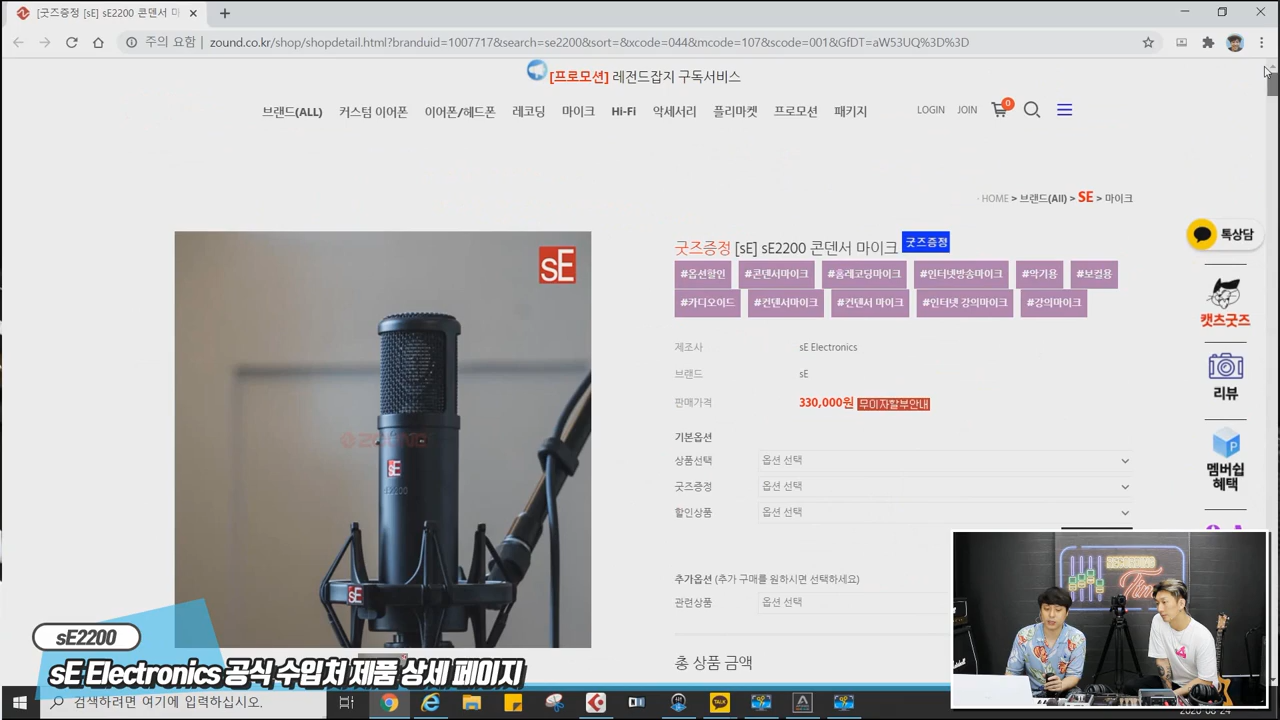 [굿즈증정 [sE] sE2200 콘덴서 마
주의 요함
zound.co.kr/shop/shopdetail.html?branduid=1007717&search=se2200&sort=&xcode=044&mcode=107&scode=001&GfDT=aW53UQ%3D%3D
[프로모션] 레전드잡지 구독서비스
브랜드(ALL) 커스텀 이어폰 이어폰/헤드폰 레코딩 마이크 Hi-Fi 악세서리 플리마켓 프로모션 패키지 LOGIN JOIN 0
· HOME > 브랜드(All) > SE > 마이크
sE
굿즈증정 [sE] sE2200 콘덴서 마이크 굿즈증정
#옵션할인 #콘덴서마이크 #홈레코딩마이크 #인터넷방송마이크 #악기용 #보컬용
#카디오이드 #컨덴서마이크 #컨덴서 마이크 #인터넷 강의마이크 #강의마이크
제조사 sE Electronics
브랜드 sE
판매가격 330,000원 무이자할부안내
기본옵션
상품선택 옵션 선택
굿즈증정 옵션 선택
할인상품 옵션 선택
추가옵션 (추가 구매를 원하시면 선택하세요)
관련상품 옵션 선택
총 상품 금액
톡상담
캣츠굿즈
리뷰
멤버쉽
혜택
ZOUND
sE
sE2200
sE
Time
sE2200
sE Electronics 공식 수입처 제품 상세 페이지
검색하려면 여기에 입력하십시오.
TALK
2020-08-24